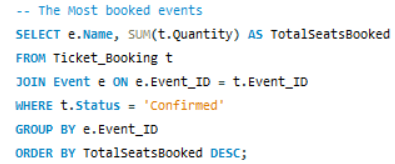 -- The Most booked events
SELECT e.Name, SUM(t.Quantity) AS TotalSeatsBooked
FROM Ticket_Booking t
JOIN Event e ON e.Event_ID = t.Event_ID
WHERE t.Status = 'Confirmed'
GROUP BY e.Event_ID
ORDER BY TotalSeatsBooked DESC;